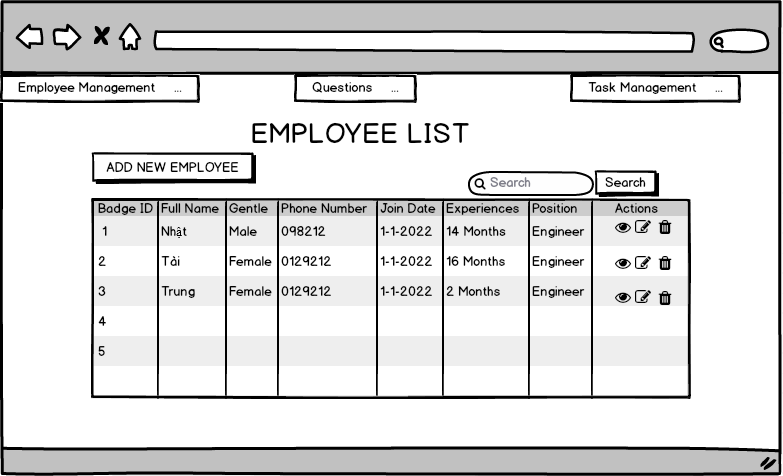 Employee Management ...
Questions ...
Task Management ...
EMPLOYEE LIST
ADD NEW EMPLOYEE
Search Search
Badge ID Full Name Gentle Phone Number Join Date Experiences Position Actions
1 Nhật Male 098212 1-1-2022 14 Months Engineer
2 Tài Female 0129212 1-1-2022 16 Months Engineer
3 Trung Female 0129212 1-1-2022 2 Months Engineer
4
5